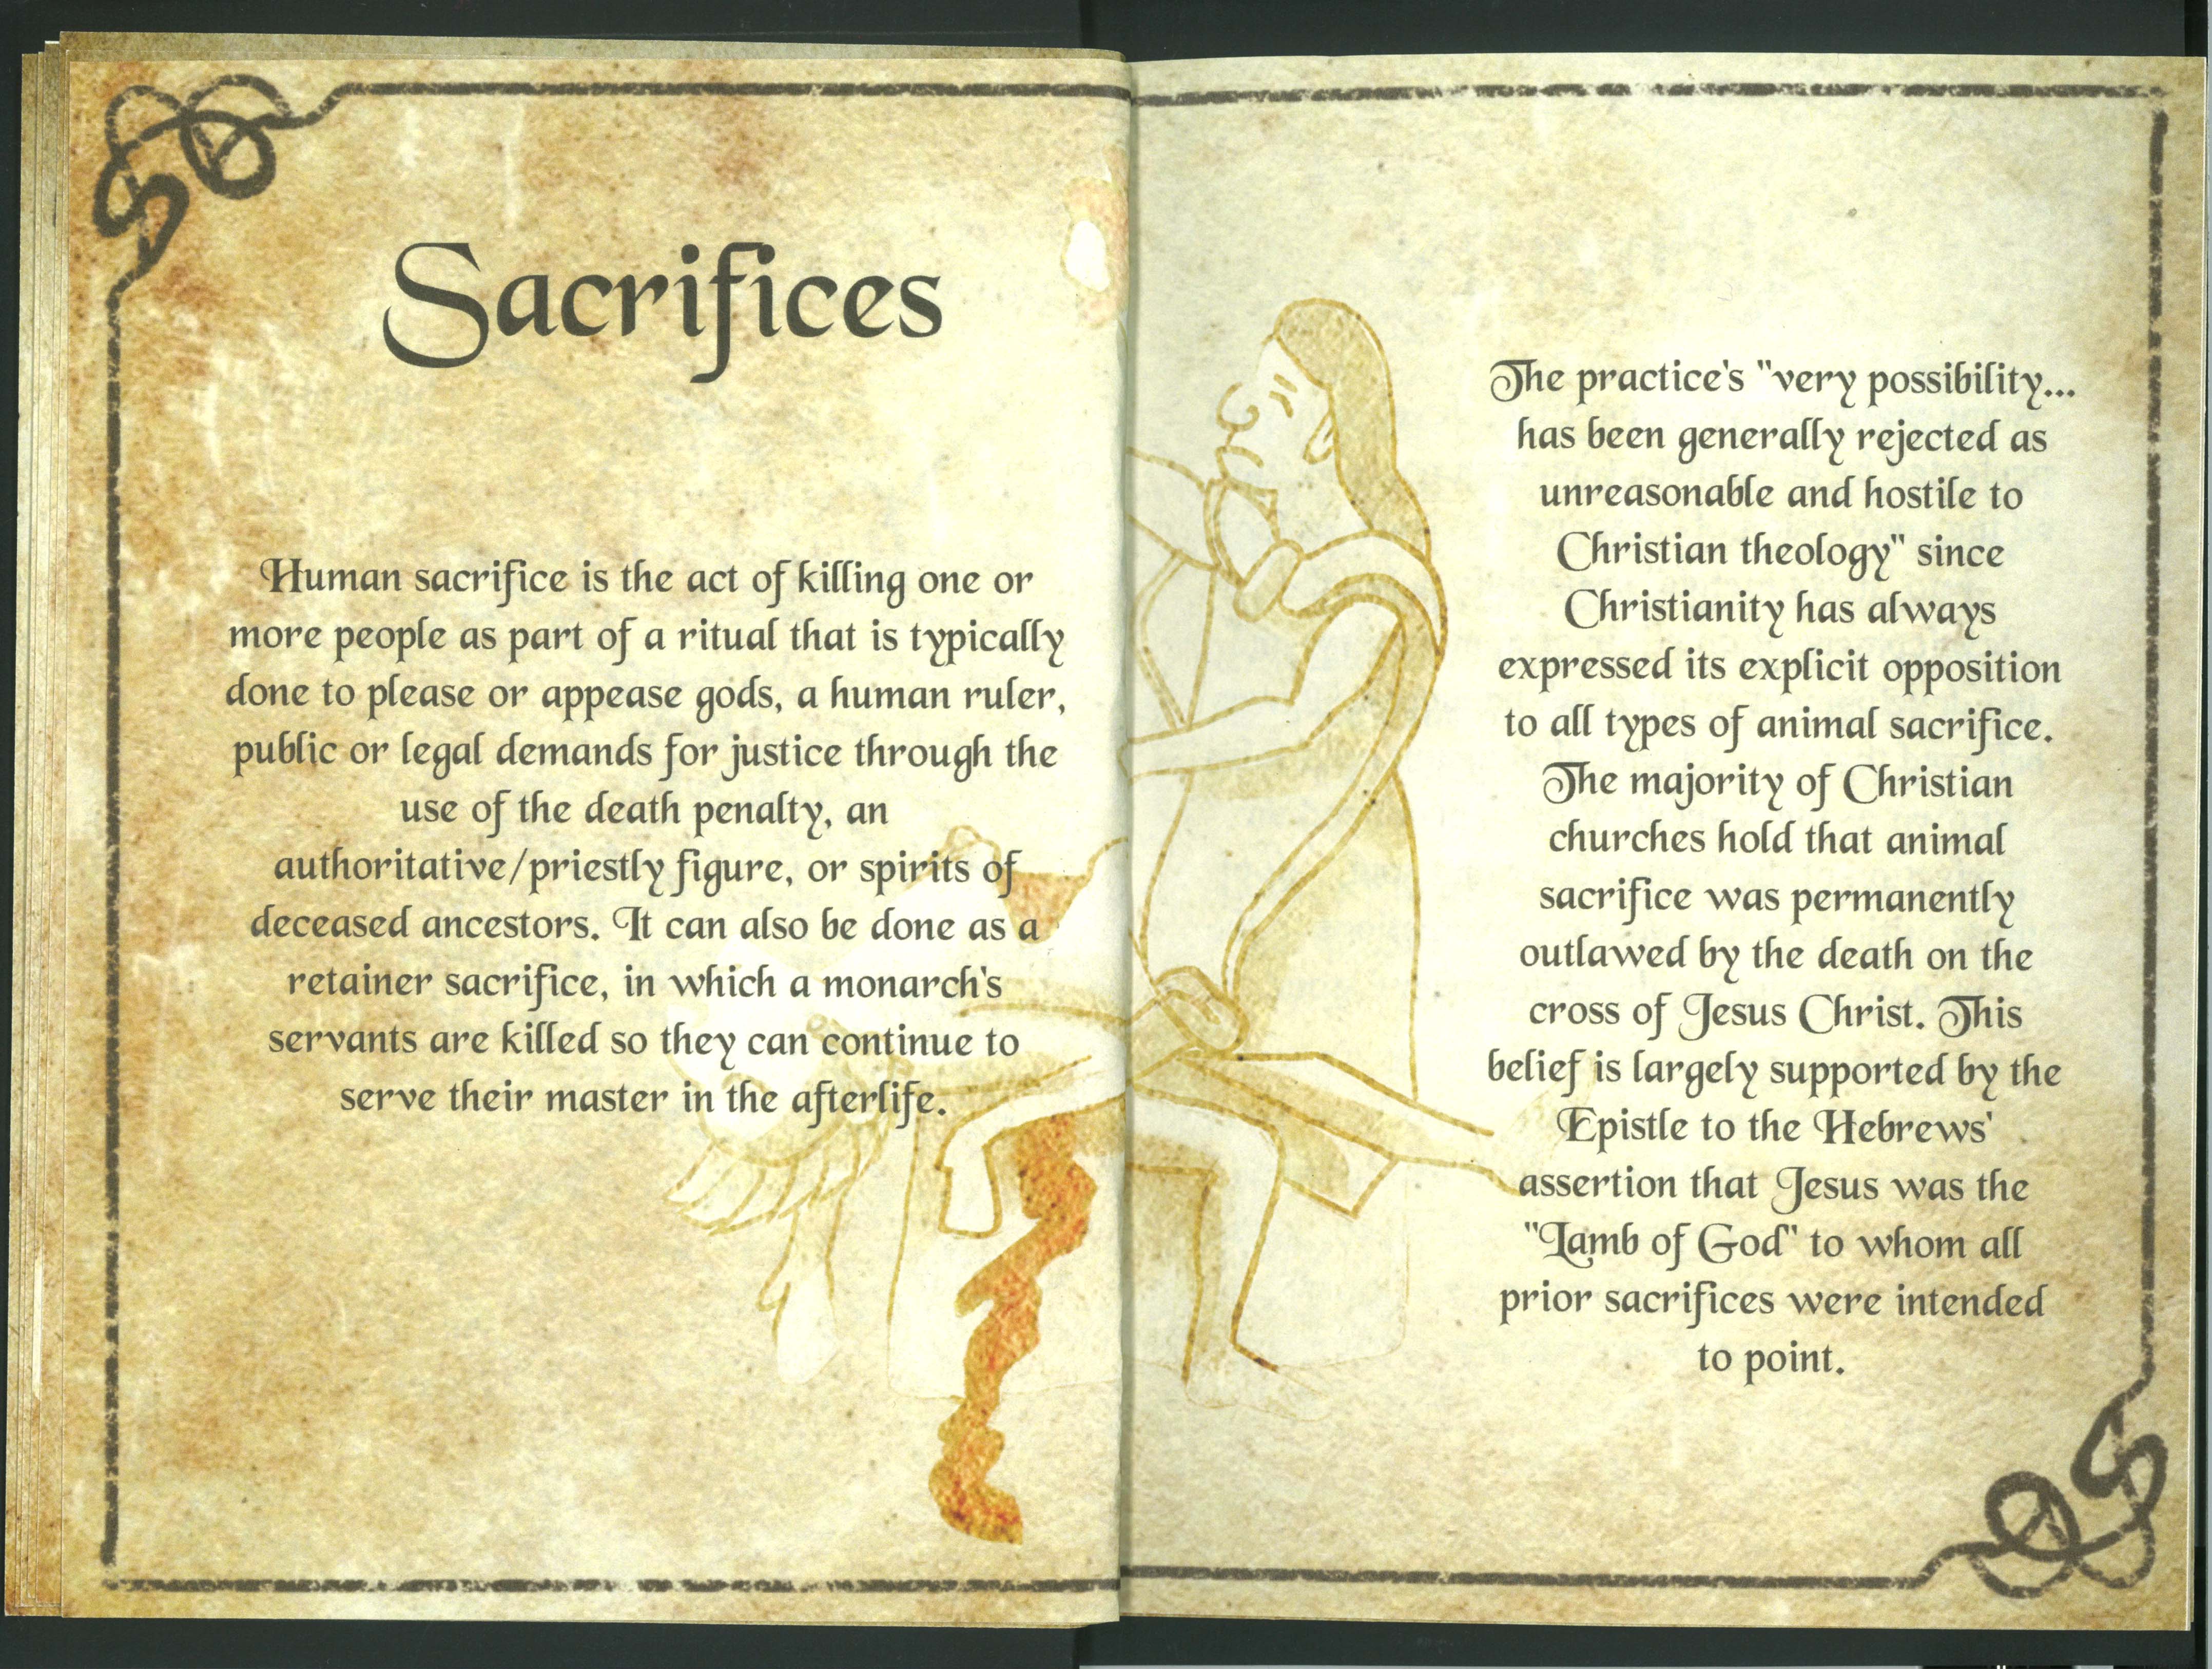 Sacrifices
Human sacrifice is the act of killing one or
more people as part of a ritual that is typically
done to please or appease gods, a human ruler,
public or legal demands for justice through the
use of the death penalty, an
authoritative/priestly figure, or spirits of
deceased ancestors. It can also be done as a
retainer sacrifice, in which a monarch's
servants are killed so they can continue to
serve their master in the afterlife.
The practice's "very possibility...
has been generally rejected as
unreasonable and hostile to
Christian theology" since
Christianity has always
expressed its explicit opposition
to all types of animal sacrifice.
The majority of Christian
churches hold that animal
sacrifice was permanently
outlawed by the death on the
cross of Jesus Christ. This
belief is largely supported by the
Epistle to the Hebrews'
assertion that Jesus was the
"Lamb of God" to whom all
prior sacrifices were intended
to point.